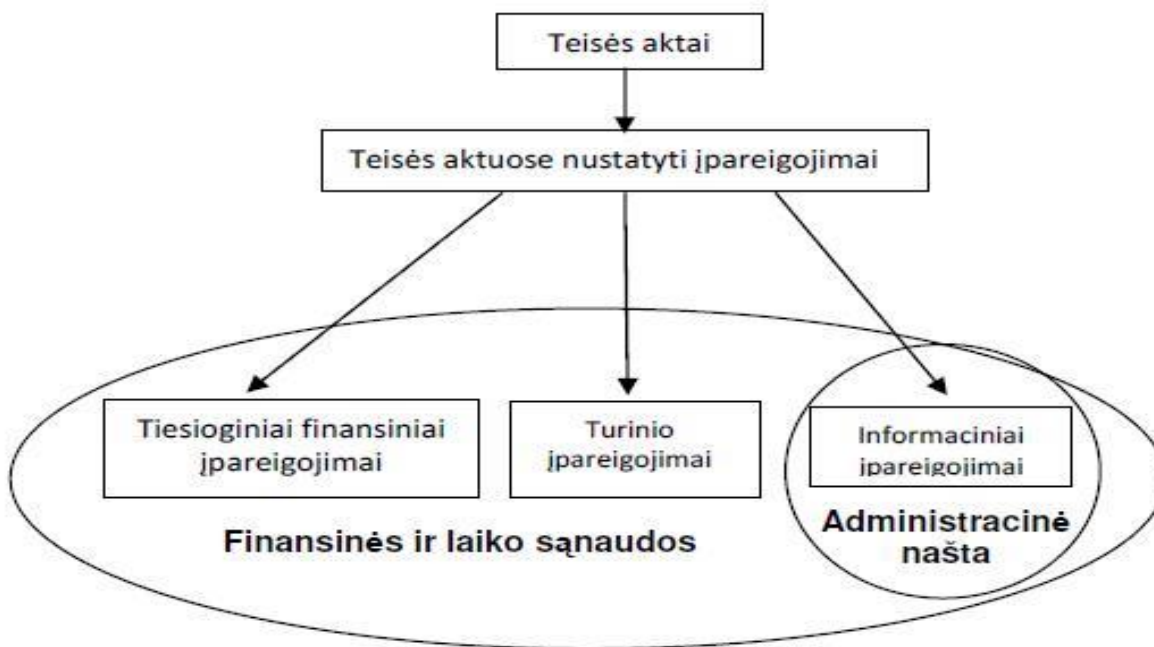 Teisės aktai
Teisės aktuose nustatyti įpareigojimai
Tiesioginiai finansiniai
įpareigojimai
Turinio
įpareigojimai
Informaciniai
įpareigojimai
Finansinės ir laiko sąnaudos
Administracinė
našta